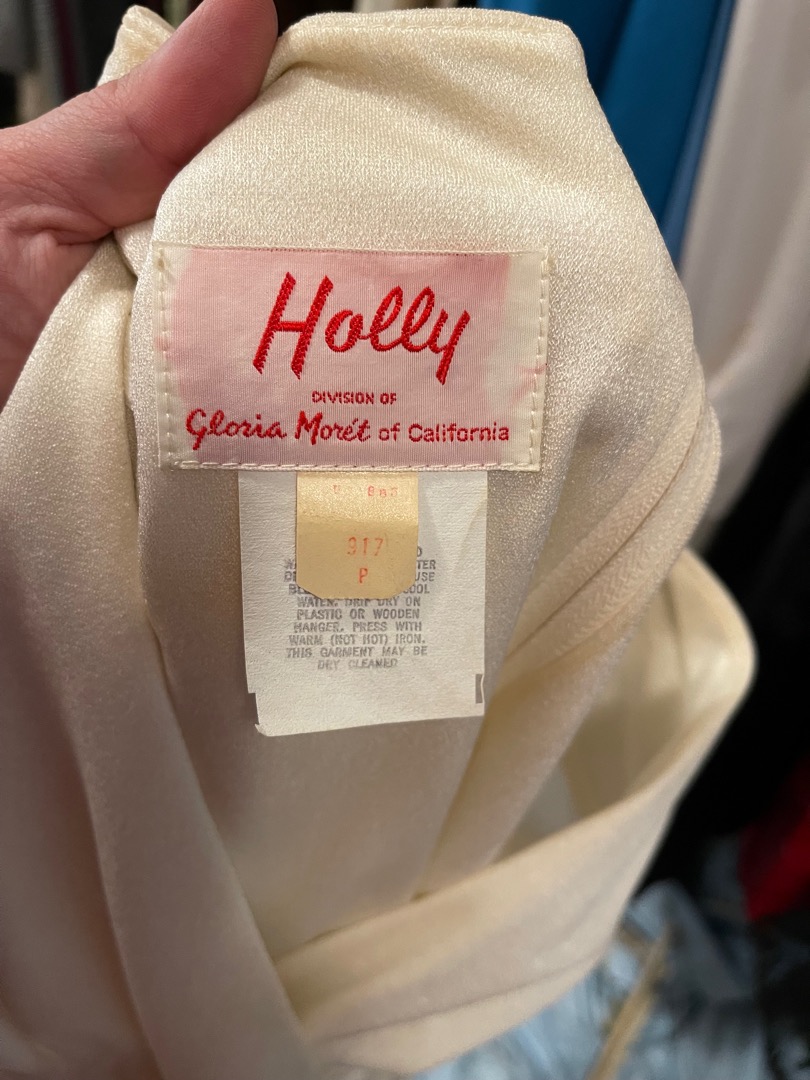 Holly
DIVISION OF
Gloria Morét of California
917
P
WATER. DRIP DRY ON
PLASTIC OR WOODEN
HANGER. PRESS WITH
WARM (NOT HOT) IRON.
THIS GARMENT MAY BE
DRY CLEANED